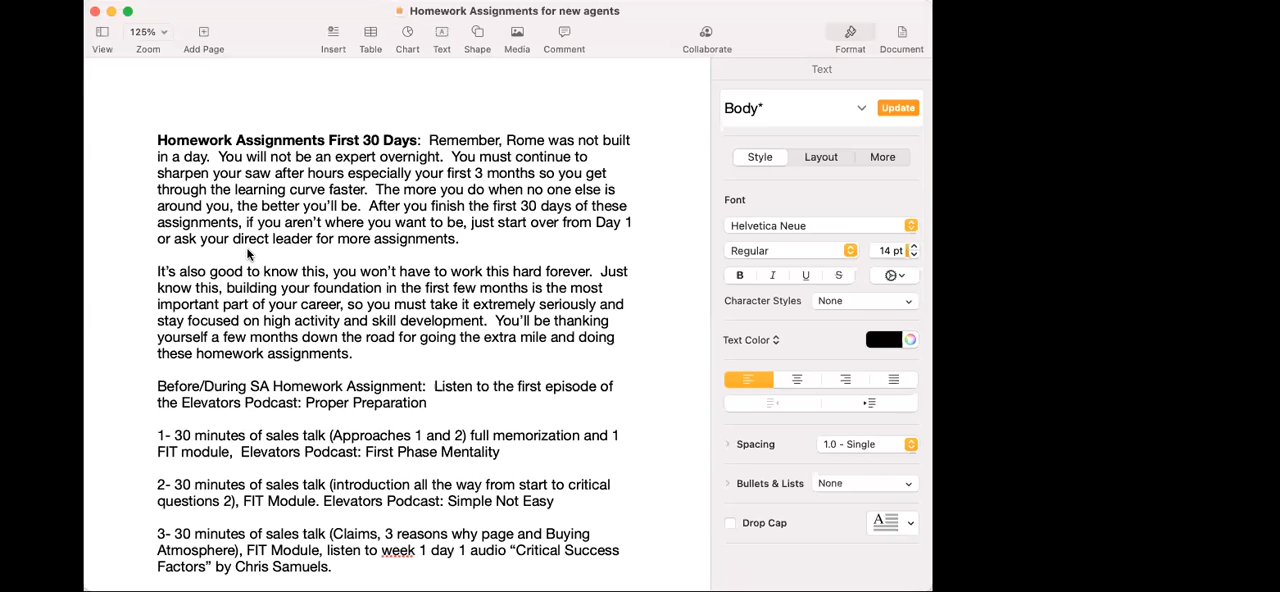 Homework Assignments for new agents
125%
View
Zoom
Add Page
Insert
Table
Chart
Text
Shape
Media
Comment
Collaborate
Format
Document
Homework Assignments First 30 Days:  Remember, Rome was not built
in a day.  You will not be an expert overnight.  You must continue to
sharpen your saw after hours especially your first 3 months so you get
through the learning curve faster.  The more you do when no one else is
around you, the better you’ll be.  After you finish the first 30 days of these
assignments, if you aren’t where you want to be, just start over from Day 1
or ask your direct leader for more assignments.
It’s also good to know this, you won’t have to work this hard forever.  Just
know this, building your foundation in the first few months is the most
important part of your career, so you must take it extremely seriously and
stay focused on high activity and skill development.  You’ll be thanking
yourself a few months down the road for going the extra mile and doing
these homework assignments.
Before/During SA Homework Assignment:  Listen to the first episode of
the Elevators Podcast: Proper Preparation
1- 30 minutes of sales talk (Approaches 1 and 2) full memorization and 1
FIT module,  Elevators Podcast: First Phase Mentality
2- 30 minutes of sales talk (introduction all the way from start to critical
questions 2), FIT Module. Elevators Podcast: Simple Not Easy
3- 30 minutes of sales talk (Claims, 3 reasons why page and Buying
Atmosphere), FIT Module, listen to week 1 day 1 audio “Critical Success
Factors” by Chris Samuels.
Text
Body*
Update
Style
Layout
More
Font
Helvetica Neue
Regular
14 pt
B I U S
Character Styles
None
Text Color
Spacing
1.0 - Single
Bullets & Lists
None
Drop Cap
A